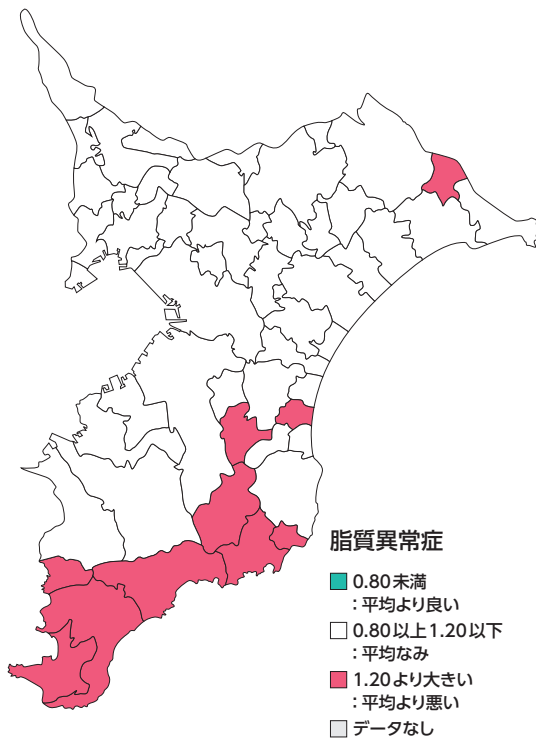 脂質異常症
0.80未満
：平均より良い
0.80以上1.20以下
：平均なみ
1.20より大きい
：平均より悪い
データなし